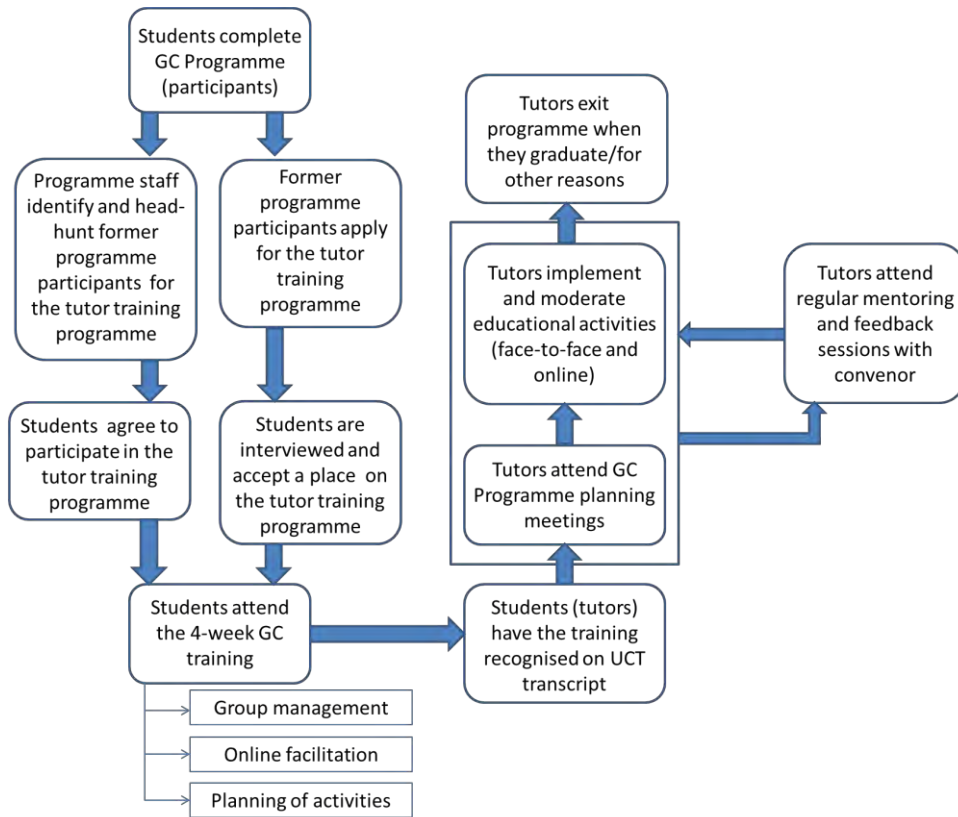 Students complete
GC Programme
(participants)
Programme staff
identify and head-
hunt former
programme
participants for
the tutor training
programme
Former
programme
participants apply
for the tutor
training
programme
Students agree to
participate in the
tutor training
programme
Students are
interviewed and
accept a place on
the tutor training
programme
Students attend
the 4-week GC
training
Group management
Online facilitation
Planning of activities
Students (tutors)
have the training
recognised on UCT
transcript
Tutors attend GC
Programme planning
meetings
Tutors implement
and moderate
educational activities
(face-to-face and
online)
Tutors attend
regular mentoring
and feedback
sessions with
convenor
Tutors exit
programme when
they graduate/for
other reasons